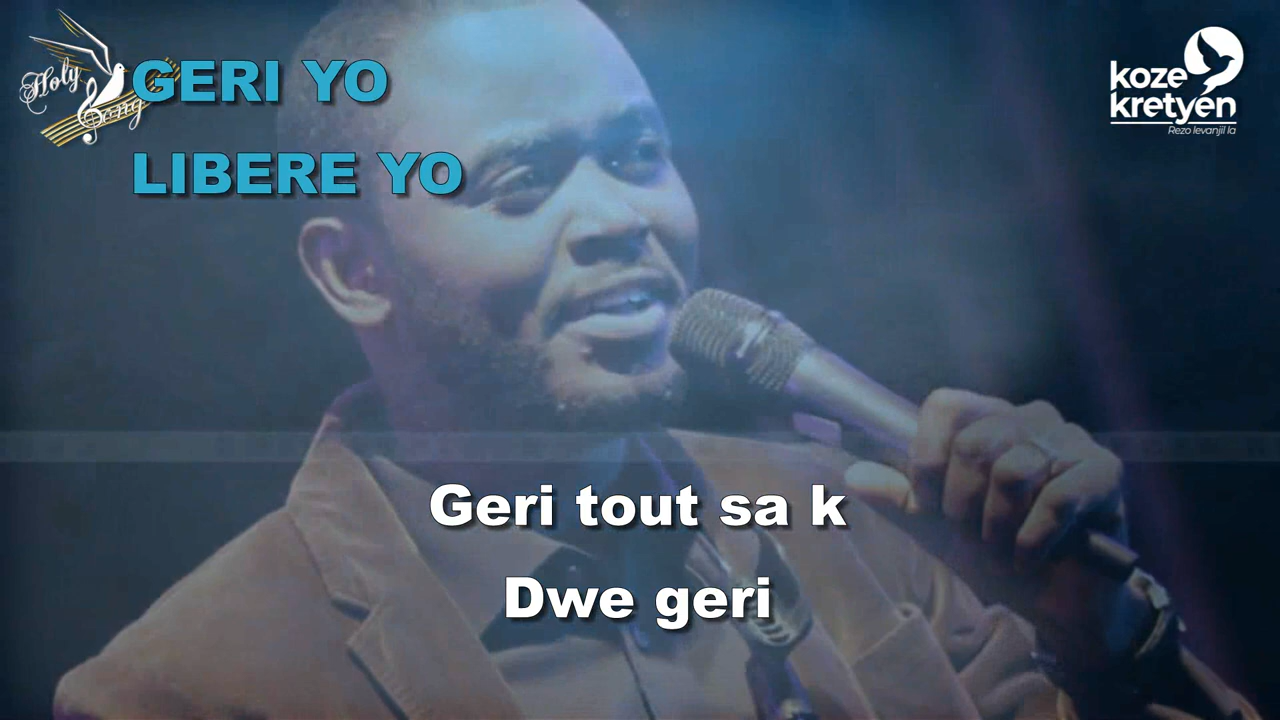 Holy
Song
GERI YO
LIBERE YO
koze
kretyen
Rezo levanjil la
Geri tout sa k
Dwe geri